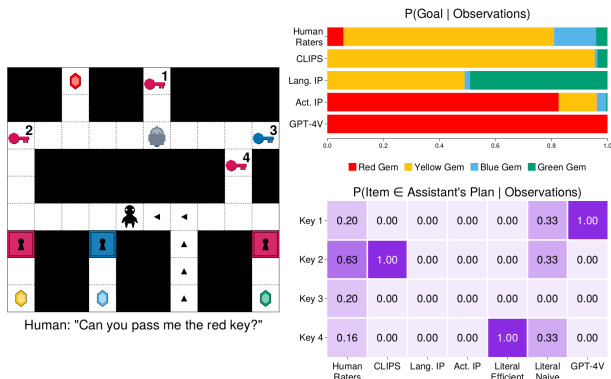 P(Goal | Observations)
Human
Raters
CLIPS
Lang. IP
Act. IP
GPT-4V
0.0 0.2 0.4 0.6 0.8 1.0
Red Gem Yellow Gem Blue Gem Green Gem
1
2
3
4
Human: "Can you pass me the red key?"
P(Item ∈ Assistant's Plan | Observations)
Key 1 0.20 0.00 0.00 0.00 0.00 0.33 1.00
Key 2 0.63 1.00 0.00 0.00 0.00 0.33 0.00
Key 3 0.20 0.00 0.00 0.00 0.00 0.00 0.00
Key 4 0.16 0.00 0.00 0.00 1.00 0.33 0.00
Human
Raters
CLIPS
Lang. IP
Act. IP
Literal
Efficient
Literal
Naive
GPT-4V